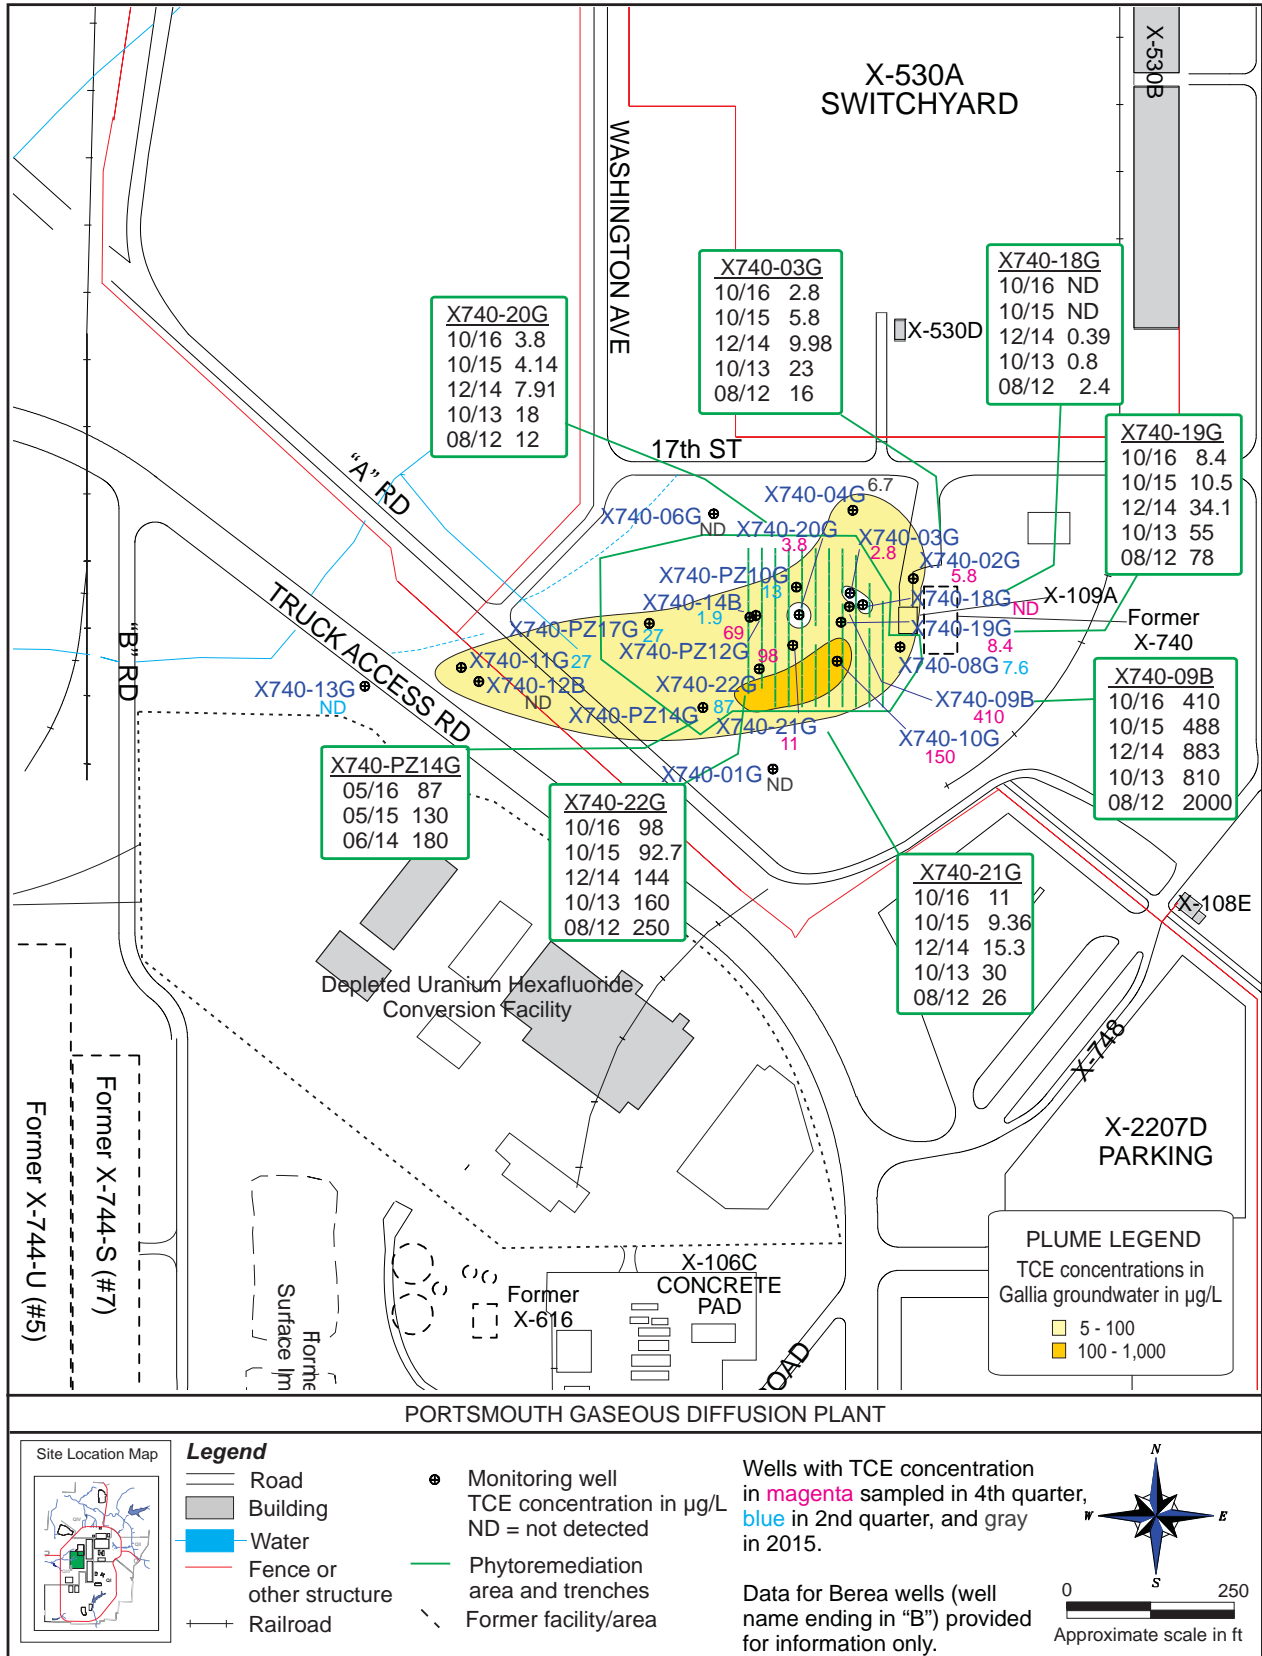 X-530A
SWITCHYARD
X-530B
WASHINGTON AVE
X740-03G
10/16 2.8
10/15 5.8
12/14 9.98
10/13 23
08/12 16
X740-18G
10/16 ND
10/15 ND
12/14 0.39
10/13 0.8
08/12 2.4
X740-20G
10/16 3.8
10/15 4.14
12/14 7.91
10/13 18
08/12 12
X-530D
X740-19G
10/16 8.4
10/15 10.5
12/14 34.1
10/13 55
08/12 78
17th ST
"A" RD
X740-04G 6.7
X740-06G
ND
X740-20G
3.8
X740-03G
2.8
X740-02G
5.8
X740-PZ10G
13
X740-14B
1.9
X740-18G
ND
X-109A
X740-PZ17G
27
69
X740-19G
8.4
Former
X-740
X740-PZ12G
98
X740-11G 27
X740-08G 7.6
X740-12B
ND
X740-13G
ND
X740-22G
X740-PZ14G
87
X740-09B
410
X740-21G
11
X740-10G
150
X740-01G
ND
TRUCK ACCESS RD
"B" RD
X740-09B
10/16 410
10/15 488
12/14 883
10/13 810
08/12 2000
X740-PZ14G
05/16 87
05/15 130
06/14 180
X740-22G
10/16 98
10/15 92.7
12/14 144
10/13 160
08/12 250
X740-21G
10/16 11
10/15 9.36
12/14 15.3
10/13 30
08/12 26
X-108E
Depleted Uranium Hexafluoride
Conversion Facility
X-748
X-2207D
PARKING
Former X-744-U (#5)
Former X-744-S (#7)
Surface Im
Forme
Former
X-616
X-106C
CONCRETE
PAD
OAD
PLUME LEGEND
TCE concentrations in
Gallia groundwater in µg/L
5 - 100
100 - 1,000
PORTSMOUTH GASEOUS DIFFUSION PLANT
Site Location Map
Legend
Road
Building
Water
Fence or
other structure
Railroad
Monitoring well
TCE concentration in µg/L
ND = not detected
Phytoremediation
area and trenches
Former facility/area
Wells with TCE concentration
in magenta sampled in 4th quarter,
blue in 2nd quarter, and gray
in 2015.
Data for Berea wells (well
name ending in "B") provided
for information only.
N
W
E
S
0 250
Approximate scale in ft